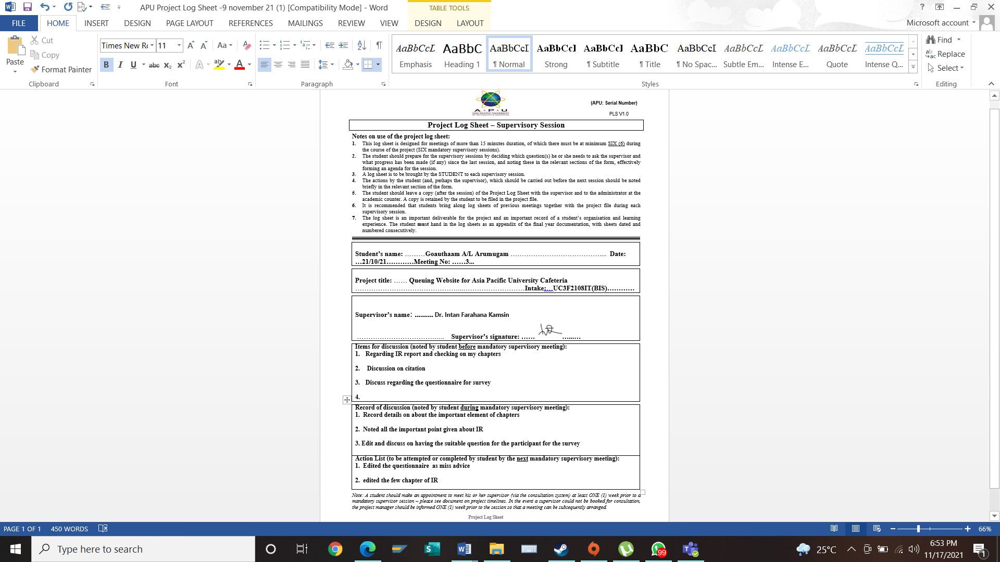 APU Project Log Sheet -9 november 21 (1) [Compatibility Mode] - Word
TABLE TOOLS
FILE HOME INSERT DESIGN PAGE LAYOUT REFERENCES MAILINGS REVIEW VIEW DESIGN LAYOUT
Microsoft account
Paste
Cut
Copy
Format Painter
Clipboard
Times New Ro 11
Font
Paragraph
AaBbCcL AaBbC AaBbCcI AaBbCcI AaBbCcI AaBbC AaBbCcI AaBbCcL AaBbCcL AaBbCcL AaBbCcL
Emphasis Heading 1 ¶ Normal Strong ¶ Subtitle ¶ Title ¶ No Spac... Subtle Em... Intense E... Quote Intense Q...
Styles
Find
Replace
Select
Editing
A·P·U
ASIA PACIFIC UNIVERSITY
OF TECHNOLOGY & INNOVATION
(APU: Serial Number)
PLS V1.0
Project Log Sheet – Supervisory Session
Notes on use of the project log sheet:
1. This log sheet is designed for meetings of more than 15 minutes duration, of which there must be at minimum SIX (6) during
the course of the project (SIX mandatory supervisory sessions).
2. The student should prepare for the supervisory sessions by deciding which question(s) he or she needs to ask the supervisor and
what progress has been made (if any) since the last session, and noting these in the relevant sections of the form, effectively
forming an agenda for the session.
3. A log sheet is to be brought by the STUDENT to each supervisory session.
4. The actions by the student (and, perhaps the supervisor), which should be carried out before the next session should be noted
briefly in the relevant section of the form.
5. The student should leave a copy (after the session) of the Project Log Sheet with the supervisor and to the administrator at the
academic counter. A copy is retained by the student to be filed in the project file.
6. It is recommended that students bring along log sheets of previous meetings together with the project file during each
supervisory session.
7. The log sheet is an important deliverable for the project and an important record of a student's organisation and learning
experience. The student must hand in the log sheets as an appendix of the final year documentation, with sheets dated and
numbered consecutively.
Student's name: ………Goauthaam A/L Arumugam ………………………………….... Date:
…21/10/21…………Meeting No: ……3...
Project title: …… Queuing Website for Asia Pacific University Cafeteria
………………………………………...………………………Intake:…UC3F2108IT(BIS)…………
Supervisor's name: ......... Dr. Intan Farahana Kamsin
…………………………….….. Supervisor's signature: …… …...…
Items for discussion (noted by student before mandatory supervisory meeting):
1. Regarding IR report and checking on my chapters
2. Discussion on citation
3. Discuss regarding the questionnaire for survey
4.
Record of discussion (noted by student during mandatory supervisory meeting):
1. Record details on about the important element of chapters
2. Noted all the important point given about IR
3. Edit and discuss on having the suitable question for the participant for the survey
Action List (to be attempted or completed by student by the next mandatory supervisory meeting):
1. Edited the questionnaire as miss advice
2. edited the few chapter of IR
Note: A student should make an appointment to meet his or her supervisor (via the consultation system) at least ONE (1) week prior to a
mandatory supervisor session – please see document on project timelines. In the event a supervisor could not be booked for consultation,
the project manager should be informed ONE (1) week prior to the session so that a meeting can be subsequently arranged.
Project Log Sheet
PAGE 1 OF 1 450 WORDS
66%
Type here to search
99
25°C
6:53 PM
11/17/2021
1